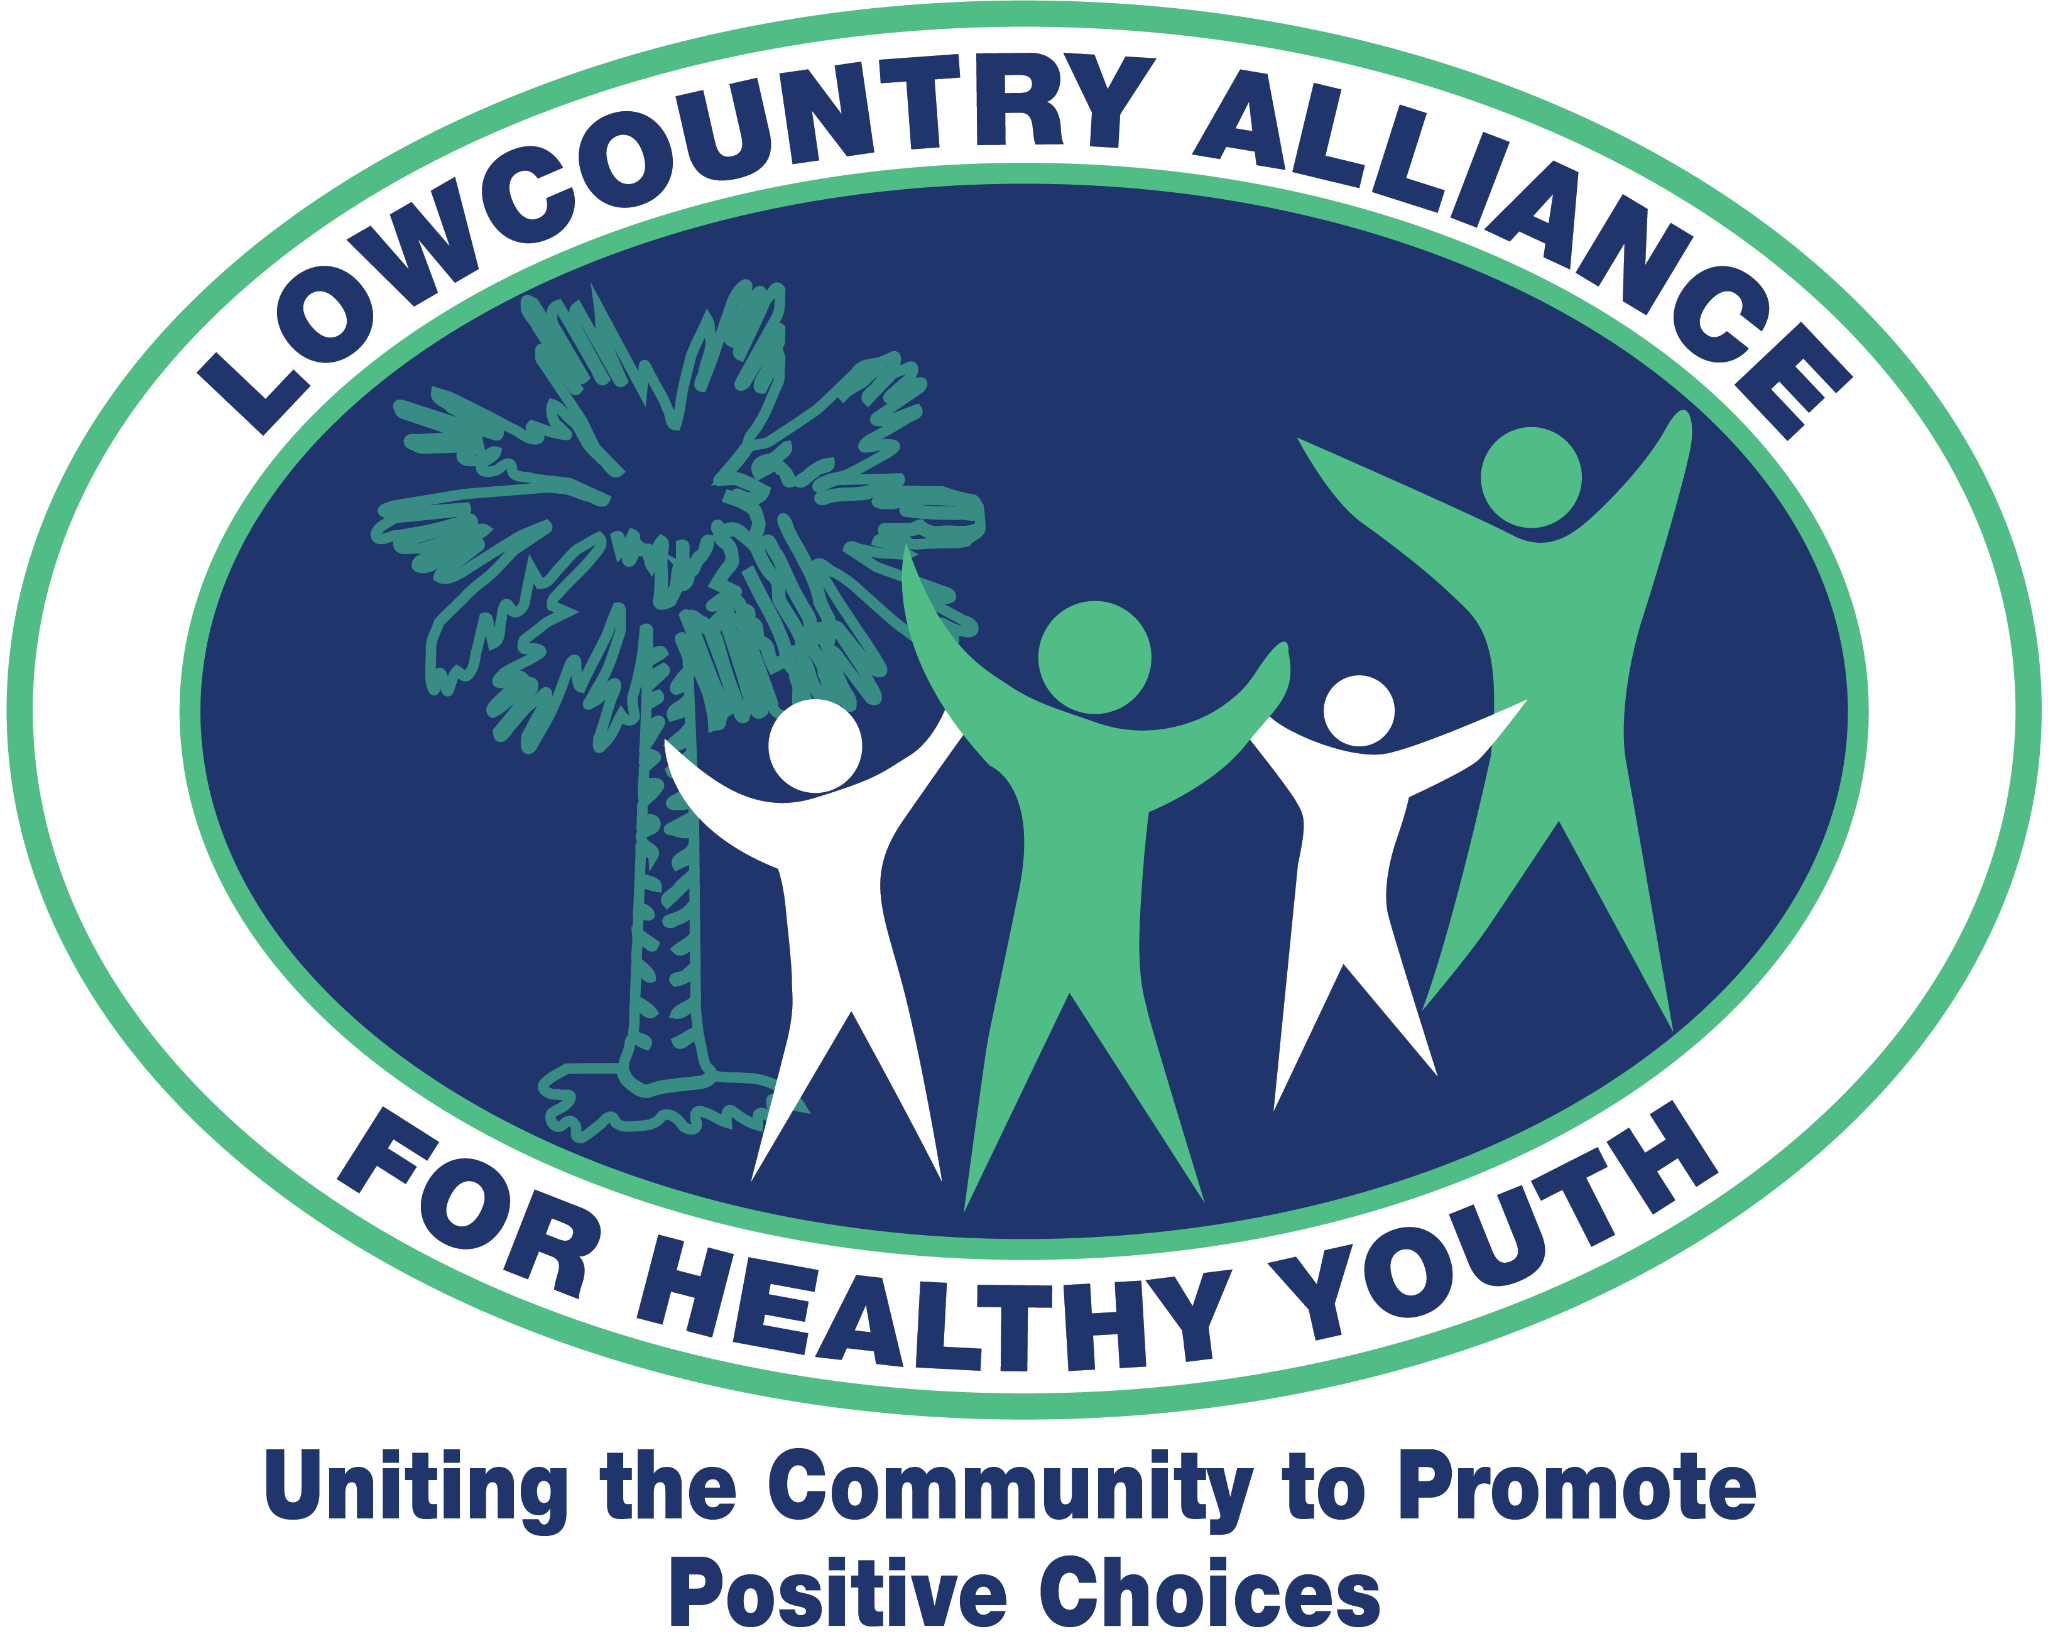 LOWCOUNTRY ALLIANCE
FOR HEALTHY YOUTH
Uniting the Community to Promote
Positive Choices